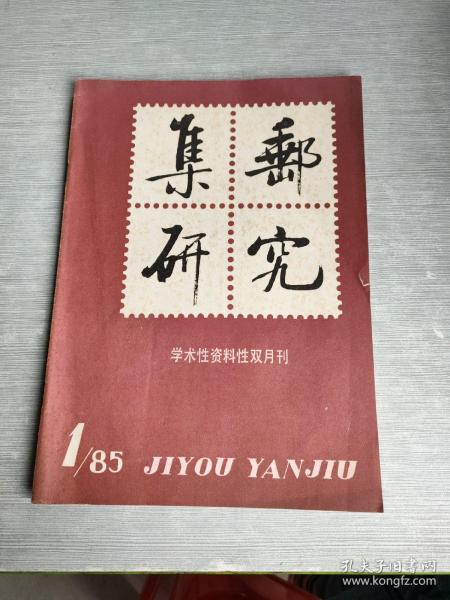 集郵
研究
学术性资料性双月刊
1/85 JIYOU YANJIU
孔夫子旧书网
www.kongfz.com